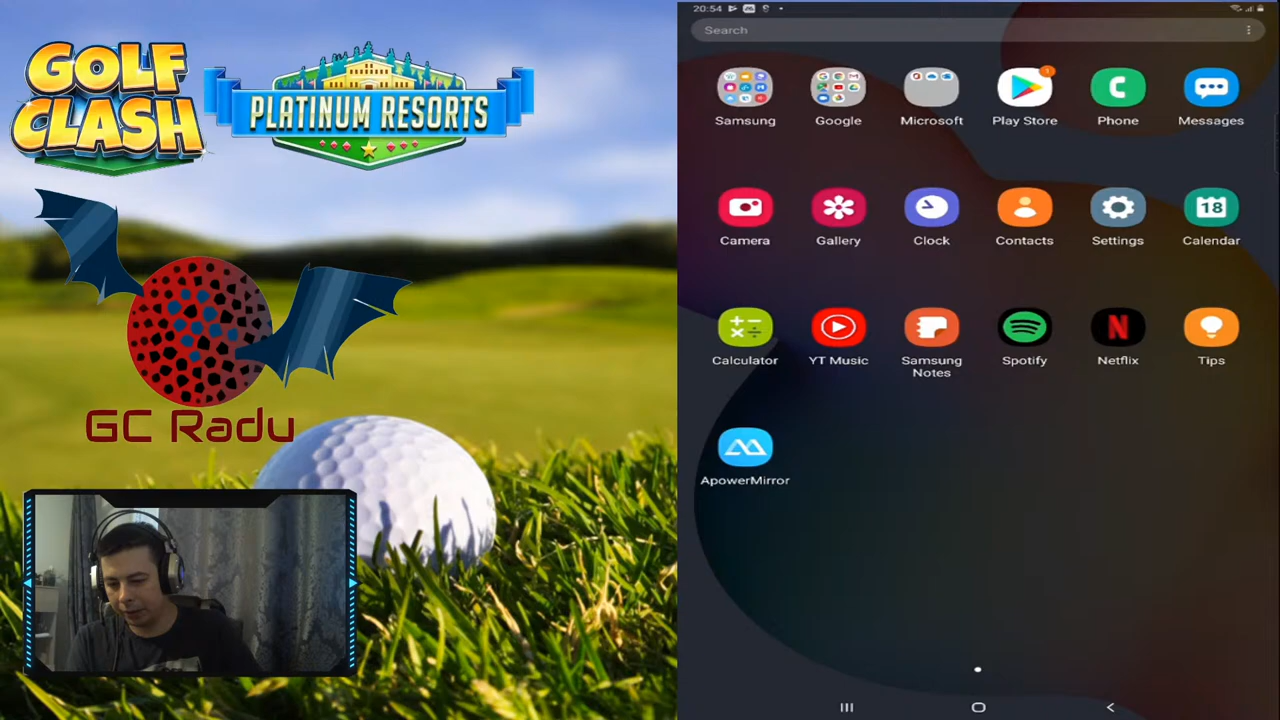 GOLF
CLASH
PLATINUM RESORTS
GC Radu
20:54
Search
Samsung
Google
Microsoft
Play Store
Phone
Messages
Camera
Gallery
Clock
Contacts
Settings
18
Calendar
Calculator
YT Music
Samsung
Notes
Spotify
Netflix
Tips
ApowerMirror